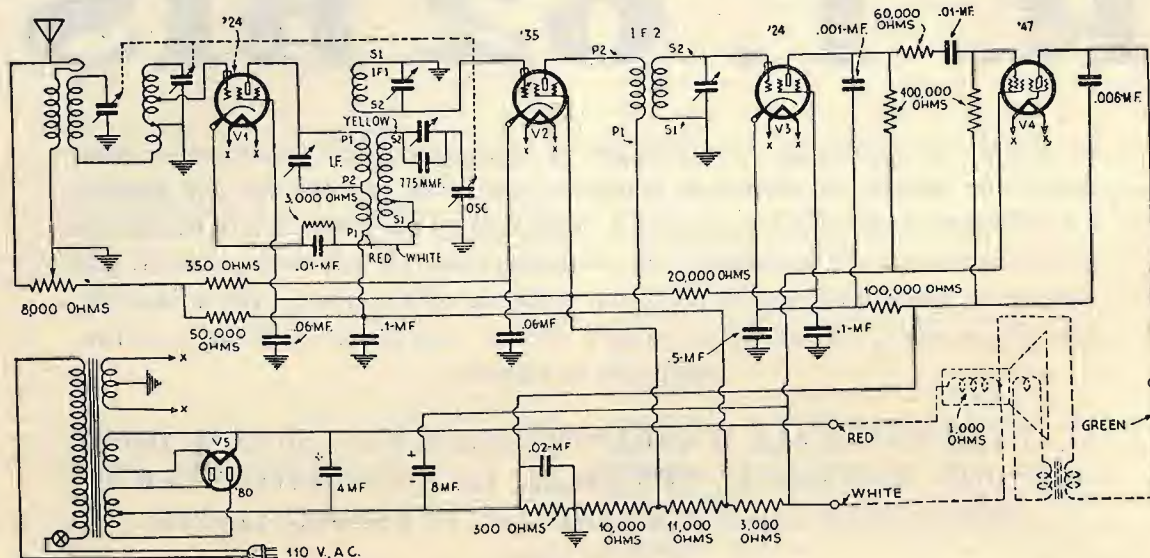 '24
'35
I F 2
'24
'47
.001-MF.
60,000
OHMS
.01-MF.
400,000
OHMS
.006MF.
S1
IF1
S2
P2
S2
P1
S1
V1
X X
V2
X X
V3
X X
V4
X X
YELLOW
P1
I.F.
P2
S2
775MMF.
OSC
3,000 OHMS
P1
S1
.01-MF.
RED
WHITE
8,000 OHMS
350 OHMS
50,000
OHMS
.06MF.
.1-MF
.06MF
20,000OHMS
100,000 OHMS
.5-MF
.1-MF
X
X
V5
'80
4MF.
+
-
8MF.
.02-MF
300 OHMS
10,000
OHMS
11,000
OHMS
3,000
OHMS
RED
WHITE
1,000
OHMS
GREEN
110 V., A.C.